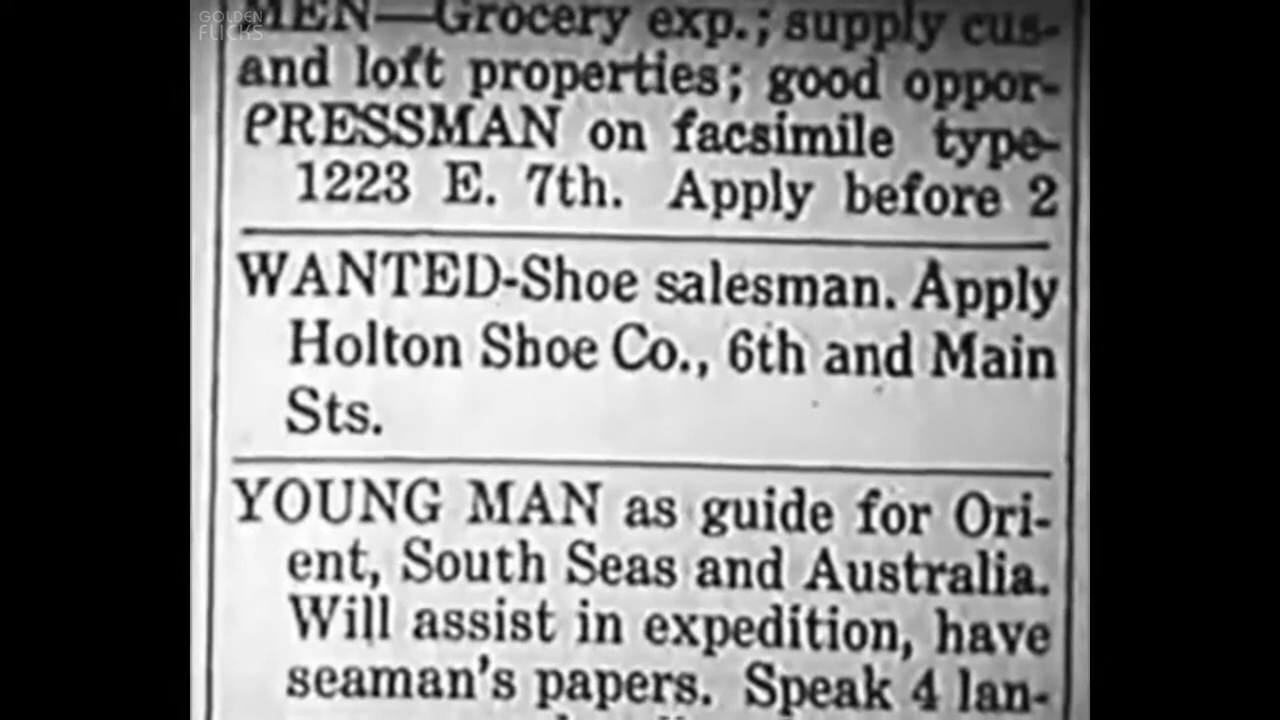 GOLDEN
FLICKS
MEN—Grocery exp.; supply cus-
and loft properties; good oppor-
PRESSMAN on facsimile type-
1223 E. 7th. Apply before 2
WANTED-Shoe salesman. Apply
Holton Shoe Co., 6th and Main
Sts.
YOUNG MAN as guide for Ori-
ent, South Seas and Australia.
Will assist in expedition, have
seaman's papers. Speak 4 lan-